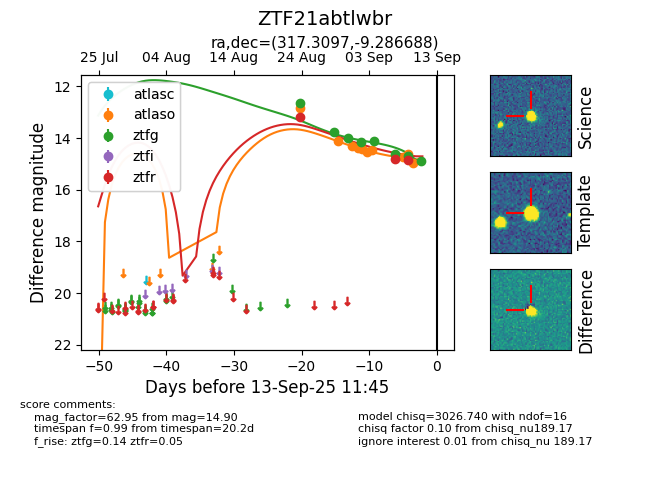 ZTF21abtlwbr
ra,dec=(317.3097,-9.286688)
25 Jul 04 Aug 14 Aug 24 Aug 03 Sep 13 Sep
atlasc
atlaso
ztfg
ztfi
ztfr
12
14
16
18
20
22
Difference magnitude
−50 −40 −30 −20 −10 0
Days before 13-Sep-25 11:45
Science
Template
Difference
score comments:
mag_factor=62.95 from mag=14.90
timespan f=0.99 from timespan=20.2d
f_rise: ztfg=0.14 ztfr=0.05
model chisq=3026.740 with ndof=16
chisq factor 0.10 from chisq_nu189.17
ignore interest 0.01 from chisq_nu 189.17